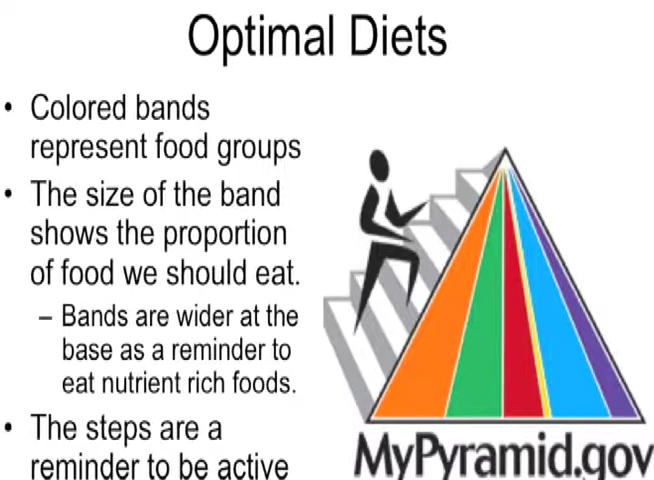 Optimal Diets
• Colored bands
represent food groups
• The size of the band
shows the proportion
of food we should eat.
– Bands are wider at the
base as a reminder to
eat nutrient rich foods.
• The steps are a
reminder to be active
MyPyramid.gov